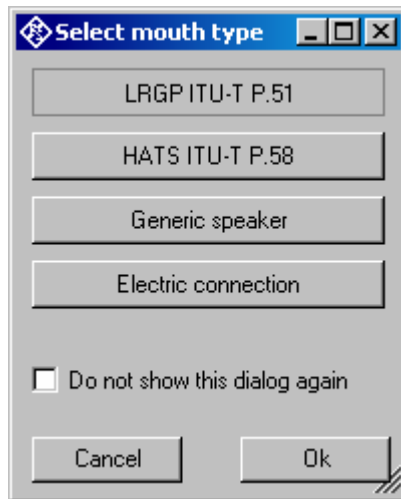 Select mouth type
LRGP ITU-T P.51
HATS ITU-T P.58
Generic speaker
Electric connection
Do not show this dialog again
Cancel Ok